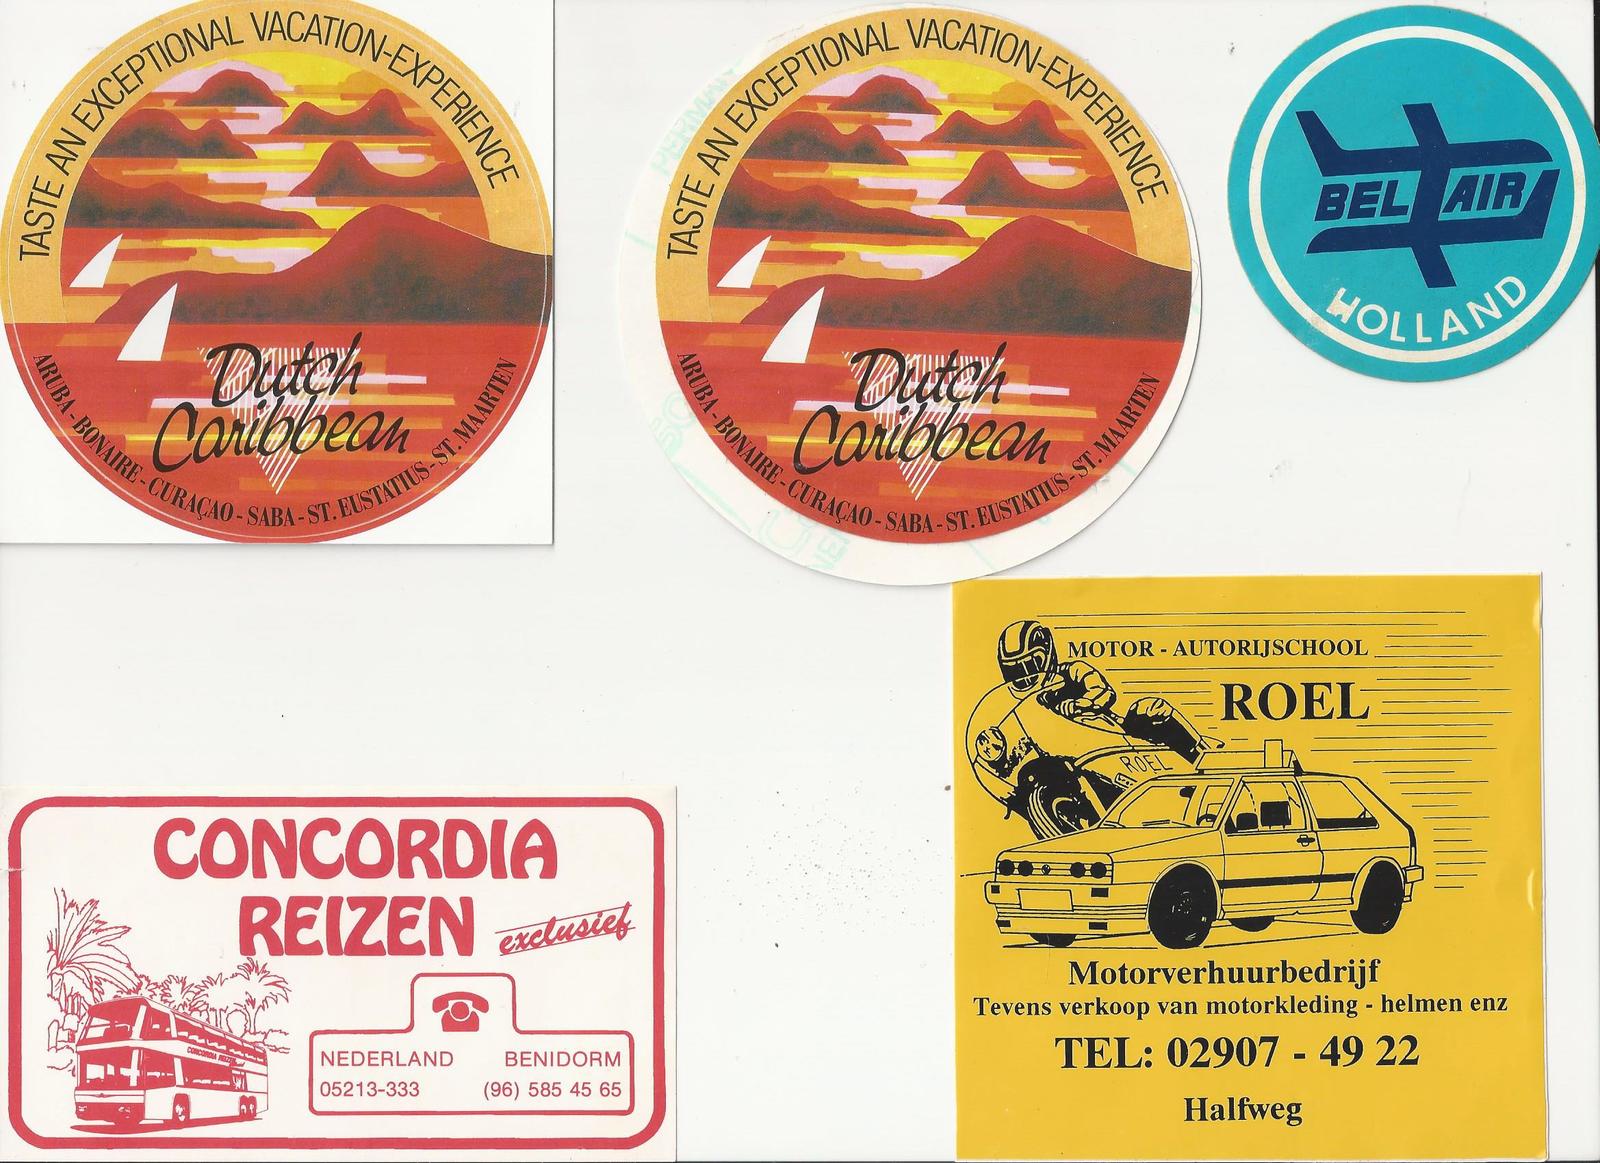 TASTE AN EXCEPTIONAL VACATION-EXPERIENCE
Dutch
Caribbean
ARUBA - BONAIRE - CURAÇAO - SABA - ST. EUSTATIUS - ST. MAARTEN
TASTE AN EXCEPTIONAL VACATION-EXPERIENCE
Dutch
Caribbean
ARUBA - BONAIRE - CURAÇAO - SABA - ST. EUSTATIUS - ST. MAARTEN
BEL AIR
HOLLAND
CONCORDIA
REIZEN
exclusief
CONCORDIA REIZEN
NEDERLAND BENIDORM
05213-333 (96) 585 45 65
MOTOR - AUTORIJSCHOOL
ROEL
ROEL
Motorverhuurbedrijf
Tevens verkoop van motorkleding - helmen enz
TEL: 02907 - 49 22
Halfweg